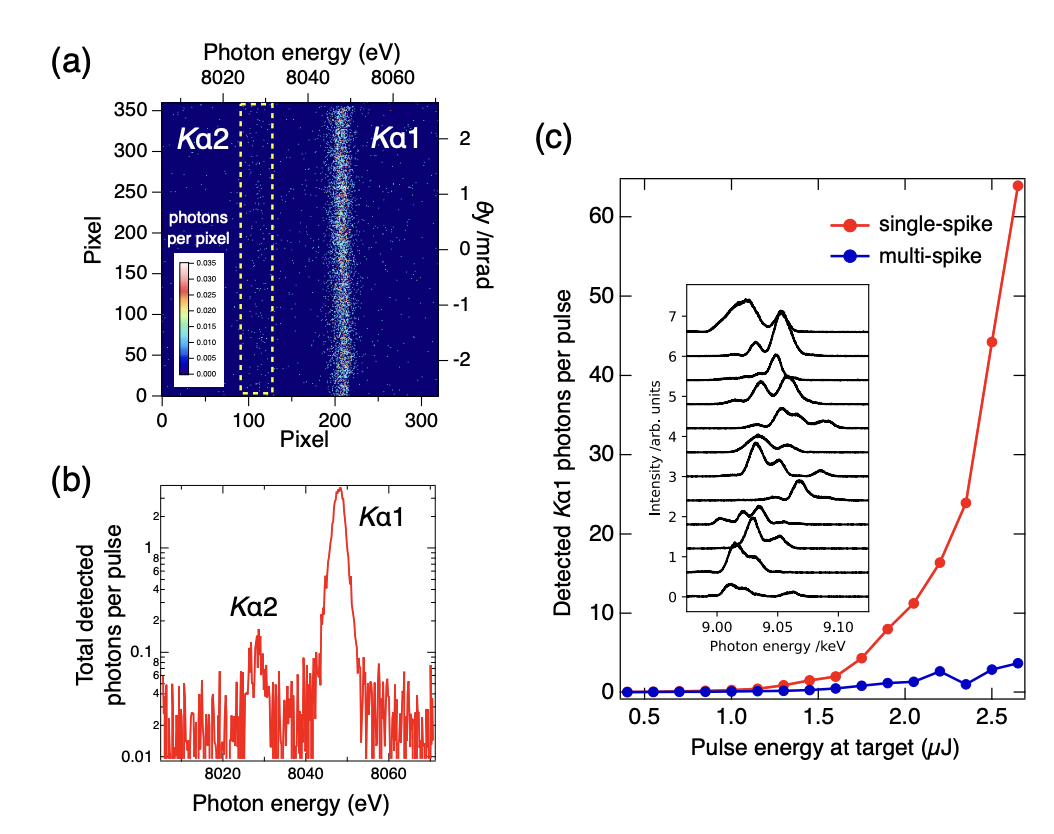 (a)
Photon energy (eV)
8020 8040 8060
350
300
250
200
150
100
50
0
Pixel
Kα2
Kα1
photons
per pixel
0.035
0.030
0.025
0.020
0.015
0.010
0.005
0.000
2
1
0
-1
-2
θy /mrad
0 100 200 300
Pixel
(b)
Total detected
photons per pulse
2
1
8
6
4
2
0.1
8
6
4
2
0.01
Kα2
Kα1
8020 8040 8060
Photon energy (eV)
(c)
Detected Kα1 photons per pulse
60
50
40
30
20
10
0
single-spike
multi-spike
Intensity /arb. units
7
6
5
4
3
2
1
0
9.00 9.05 9.10
Photon energy /keV
0.5 1.0 1.5 2.0 2.5
Pulse energy at target (μJ)